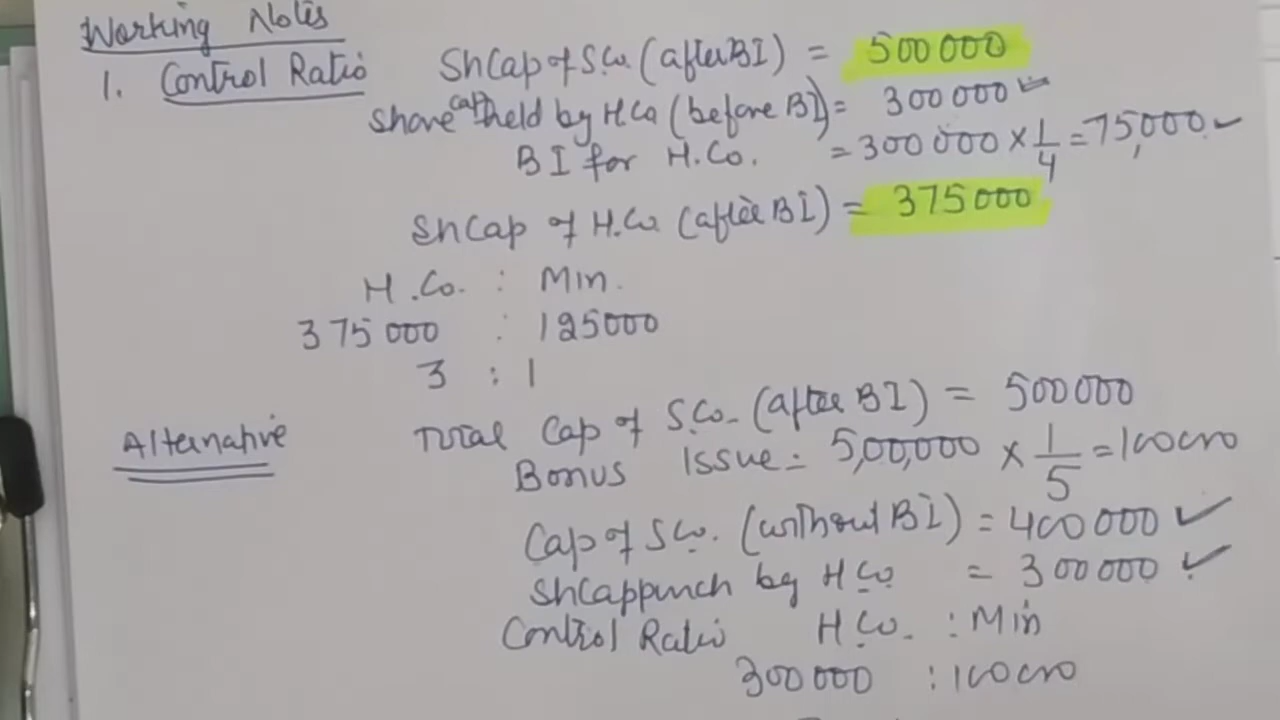 Working Notes
1. Control Ratio ShCap of S.Co. (after BI) = 500000
Share cap held by H.Co (before BI) = 300000
BI for H.Co. = 300000 × 1/4 = 75,000
ShCap of H.Co. (after BI) = 375000
H.Co. : Min.
375000 : 125000
3 : 1
Alternative Total Cap of S.Co. (after BI) = 500000
Bonus Issue = 5,00,000 × 1/5 = 100000
Cap of S.Co. (without BI) = 400000
Shcap purch by H.Co = 300000
Control Ratio H.Co. : Min
300000 : 100000